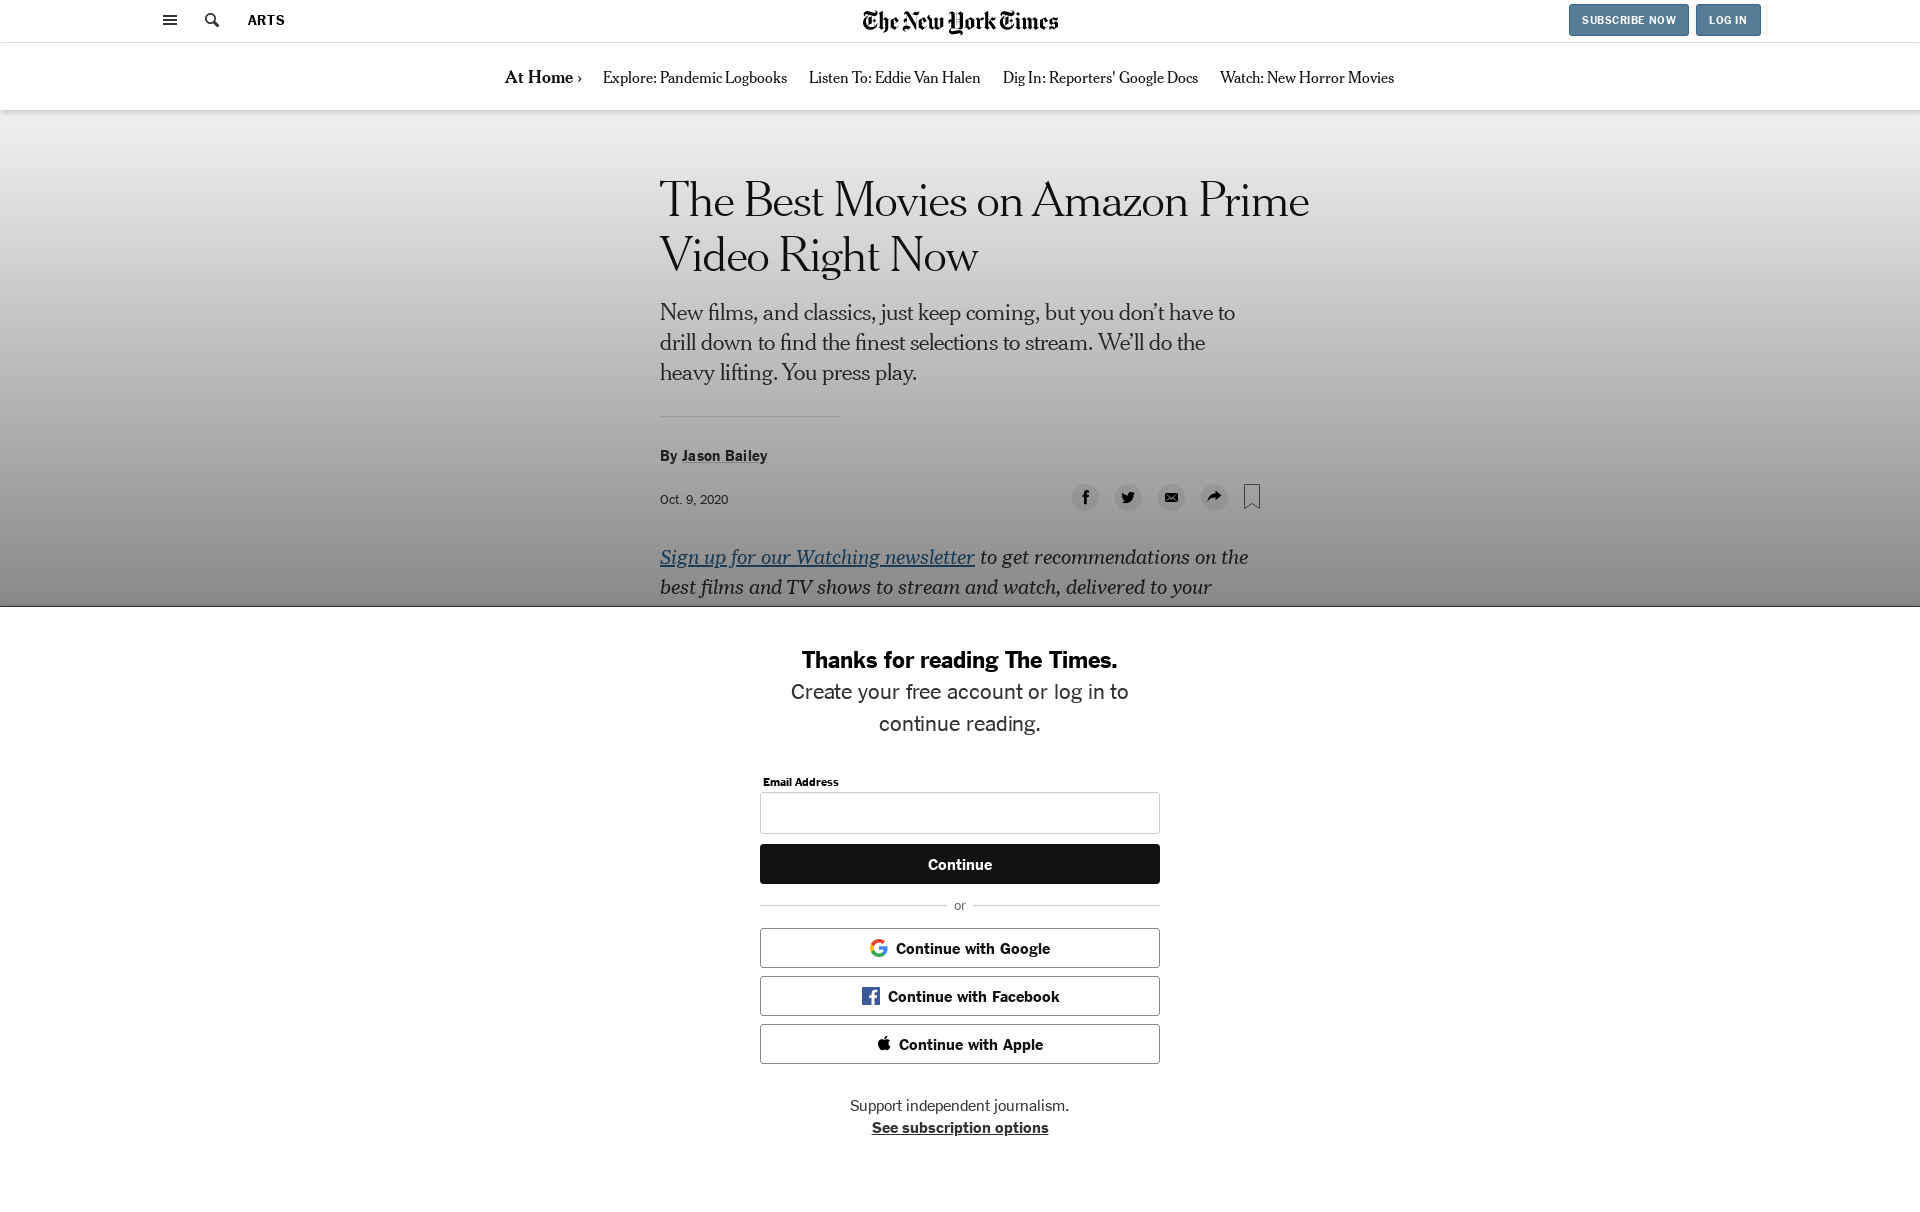 ARTS
The New York Times
SUBSCRIBE NOW
LOG IN
At Home ›
Explore: Pandemic Logbooks
Listen To: Eddie Van Halen
Dig In: Reporters' Google Docs
Watch: New Horror Movies
The Best Movies on Amazon Prime
Video Right Now
New films, and classics, just keep coming, but you don’t have to
drill down to find the finest selections to stream. We’ll do the
heavy lifting. You press play.
By Jason Bailey
Oct. 9, 2020
Sign up for our Watching newsletter to get recommendations on the
best films and TV shows to stream and watch, delivered to your
Thanks for reading The Times.
Create your free account or log in to
continue reading.
Email Address
Continue
or
Continue with Google
Continue with Facebook
Continue with Apple
Support independent journalism.
See subscription options